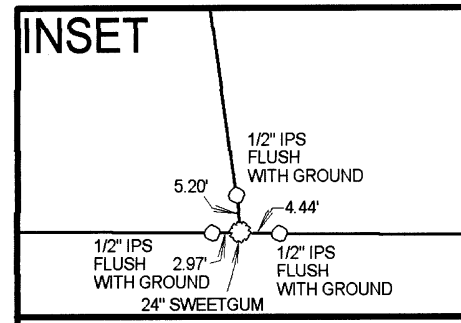 INSET
1/2" IPS
FLUSH
WITH GROUND
5.20'
4.44'
1/2" IPS
FLUSH
WITH GROUND
2.97'
1/2" IPS
FLUSH
WITH GROUND
24" SWEETGUM